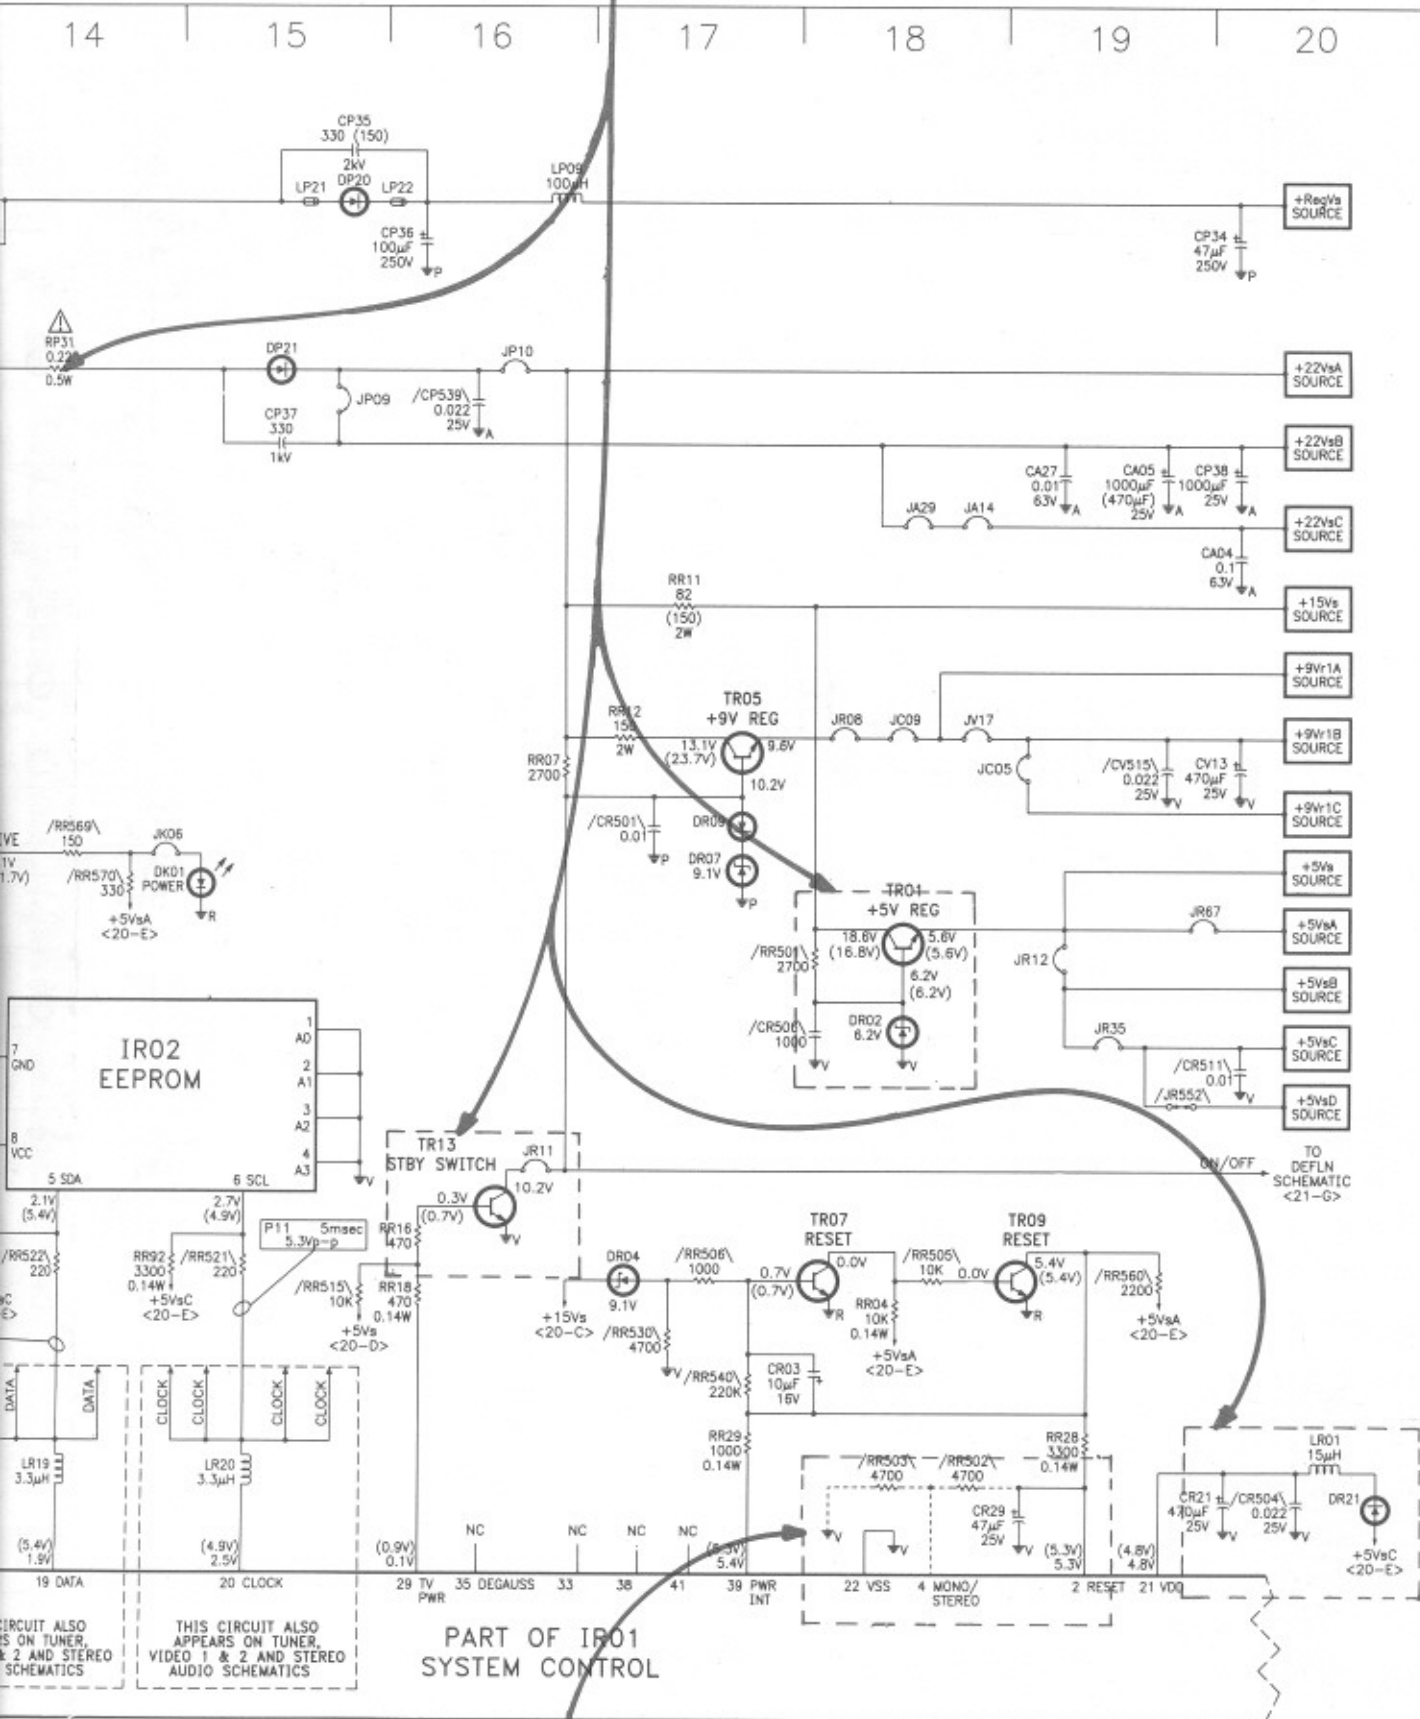 14
15
16
17
18
19
20
CP35
330 (150)
2kV
LP21
DP20
LP22
CP36
100µF
250V
P
LP09
100µH
+RegVs
SOURCE
CP34
47µF
250V
P
RP31
0.5W
DP21
JP10
+22VsA
SOURCE
JP09
CP37
330
1kV
/CP539\
0.022
25V
A
+22VsB
SOURCE
CA27
0.01
63V
A
CA05
1000µF
(470µF)
25V
A
CP38
1000µF
25V
A
JA29
JA14
+22VsC
SOURCE
CA04
0.1
63V
A
RR11
82
(150)
2W
+15Vs
SOURCE
+9Vr1A
SOURCE
TR05
+9V REG
RR12
2W
13.1V
(23.7V)
9.6V
10.2V
JR08
JC09
JV17
+9Vr1B
SOURCE
RR07
2700
JC05
/CV515\
0.022
25V
V
CV13
470µF
25V
V
+9Vr1C
SOURCE
/CR501\
0.01
P
DR09
DR07
9.1V
P
/RR569\
150
JK06
IVE
1V
1.7V)
/RR570\
330
+5VsA
<20-E>
DK01
POWER
R
+5Vs
SOURCE
TR01
+5V REG
18.6V
(16.8V)
5.6V
(5.6V)
6.2V
(6.2V)
/RR501\
2700
JR67
+5VsA
SOURCE
JR12
+5VsB
SOURCE
/CR506\
1000
V
DR02
6.2V
V
JR35
+5VsC
SOURCE
/CR511\
0.01
V
/JR552\
+5VsD
SOURCE
IR02
EEPROM
7
GND
8
VCC
1
A0
2
A1
3
A2
4
A3
V
5 SDA
6 SCL
TR13
STBY SWITCH
JR11
10.2V
0.3V
(0.7V)
V
ON/OFF
TO
DEFLN
SCHEMATIC
<21-G>
2.1V
(5.4V)
2.7V
(4.9V)
P11 5msec
5.3Vp-p
/RR522\
220
RR92
3300
0.14W
+5VsC
<20-E>
/RR521\
220
/RR515\
10K
+5Vs
<20-D>
RR16
470
RR18
470
0.14W
DR04
9.1V
+15Vs
<20-C>
/RR506\
1000
/RR530\
4700
V
TR07
RESET
0.7V
(0.7V)
0.0V
R
/RR505\
10K
0.0V
RR04
10K
0.14W
+5VsA
<20-E>
TR09
RESET
5.4V
(5.4V)
R
/RR560\
2200
+5VsA
<20-E>
/RR540\
220K
CR03
10µF
16V
DATA
DATA
CLOCK
CLOCK
CLOCK
CLOCK
LR19
3.3µH
LR20
3.3µH
RR29
1000
0.14W
RR28
3300
0.14W
/RR503\
4700
/RR502\
4700
V
V
CR29
47µF
25V
V
LR01
15µH
CR21
470µF
25V
V
/CR504\
0.022
25V
V
DR21
+5VsC
<20-E>
(5.4V)
1.9V
(4.9V)
2.5V
(0.9V)
0.1V
NC
NC
NC
NC
5.4V
(5.3V)
5.3V
(4.8V)
4.8V
19 DATA
20 CLOCK
29 TV
PWR
35 DEGAUSS
33
38
41
39 PWR
INT
22 VSS
4 MONO/
STEREO
2 RESET
21 VDD
CIRCUIT ALSO
RS ON TUNER,
& 2 AND STEREO
SCHEMATICS
THIS CIRCUIT ALSO
APPEARS ON TUNER,
VIDEO 1 & 2 AND STEREO
AUDIO SCHEMATICS
PART OF IR01
SYSTEM CONTROL